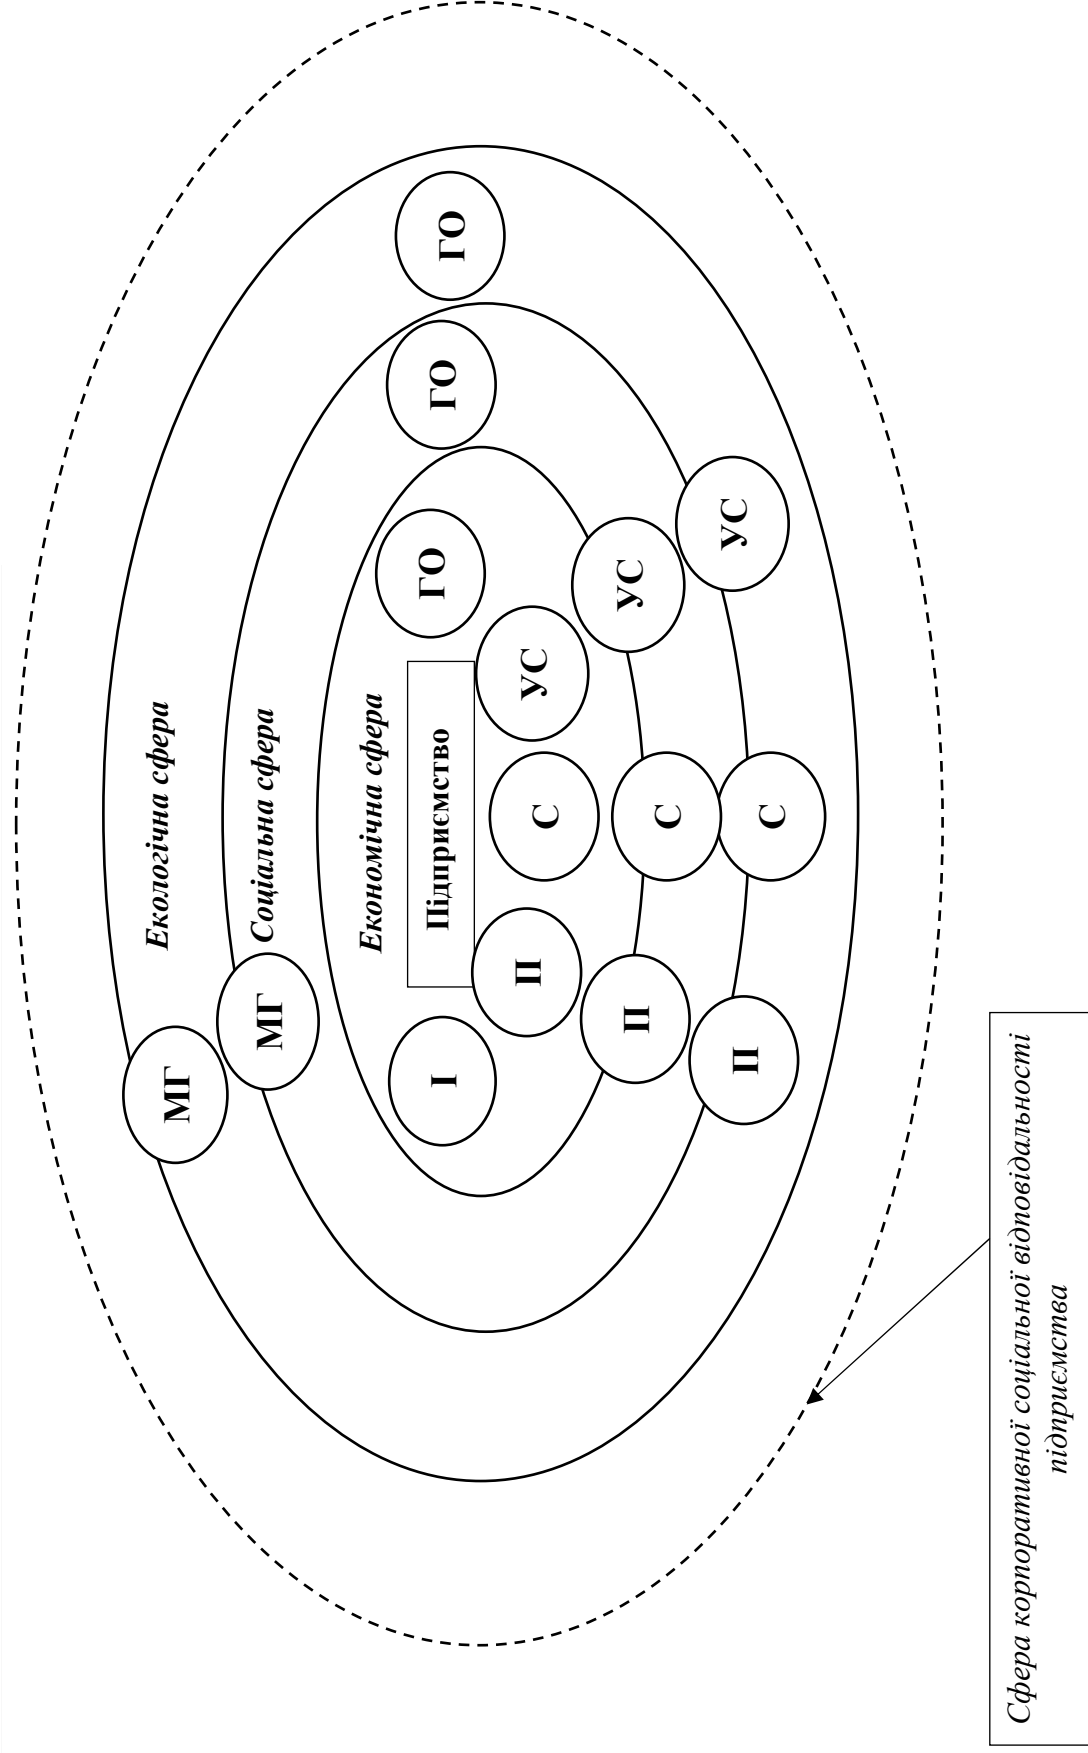 Екологічна сфера
Соціальна сфера
Економічна сфера
Підприємство
МГ
МГ
І
П
П
П
С
С
С
УС
УС
УС
ГО
ГО
ГО
Сфера корпоративної соціальної відповідальності
підприємства